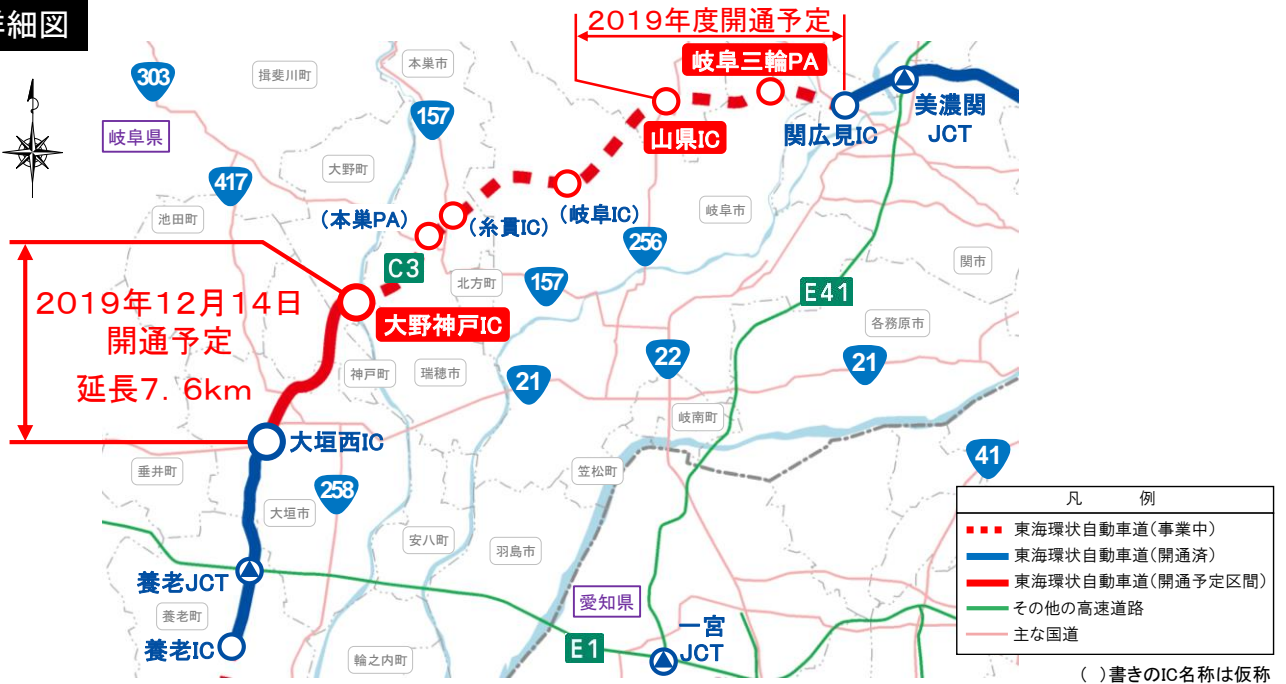 詳細図
2019年度開通予定
岐阜三輪PA
303
揖斐川町
本巣市
157
山県IC
関広見IC
美濃関
JCT
岐阜県
大野町
417
池田町
(本巣PA)
(糸貫IC)
(岐阜IC)
岐阜市
256
関市
C3
北方町
157
E41
2019年12月14日
開通予定
延長7.6km
大野神戸IC
各務原市
神戸町
瑞穂市
21
22
21
岐南町
大垣西IC
垂井町
笠松町
41
258
大垣市
安八町
羽島市
養老JCT
養老町
愛知県
養老IC
輪之内町
E1
一宮
JCT
凡 例
東海環状自動車道(事業中)
東海環状自動車道(開通済)
東海環状自動車道(開通予定区間)
その他の高速道路
主な国道
( )書きのIC名称は仮称